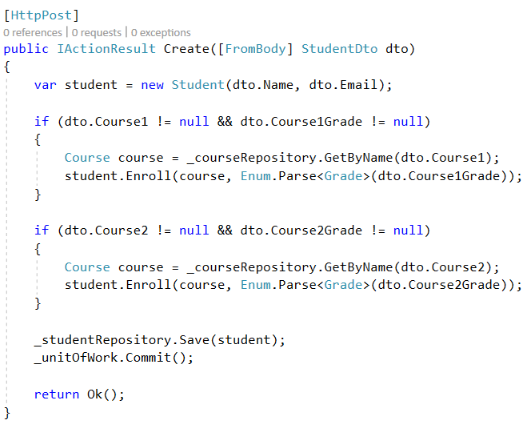 [HttpPost]
0 references | 0 requests | 0 exceptions
public IActionResult Create([FromBody] StudentDto dto)
{
    var student = new Student(dto.Name, dto.Email);

    if (dto.Course1 != null && dto.Course1Grade != null)
    {
        Course course = _courseRepository.GetByName(dto.Course1);
        student.Enroll(course, Enum.Parse<Grade>(dto.Course1Grade));
    }

    if (dto.Course2 != null && dto.Course2Grade != null)
    {
        Course course = _courseRepository.GetByName(dto.Course2);
        student.Enroll(course, Enum.Parse<Grade>(dto.Course2Grade));
    }

    _studentRepository.Save(student);
    _unitOfWork.Commit();

    return Ok();
}